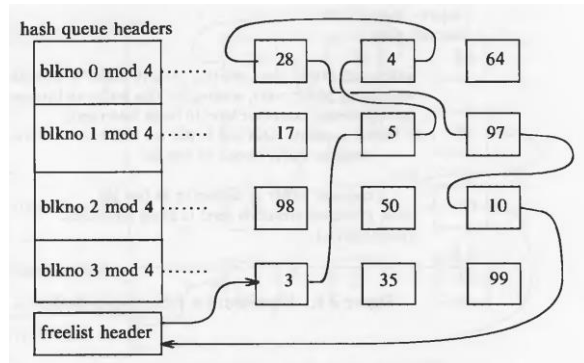 hash queue headers
blkno 0 mod 4 28 4 64
blkno 1 mod 4 17 5 97
blkno 2 mod 4 98 50 10
blkno 3 mod 4 3 35 99
freelist header